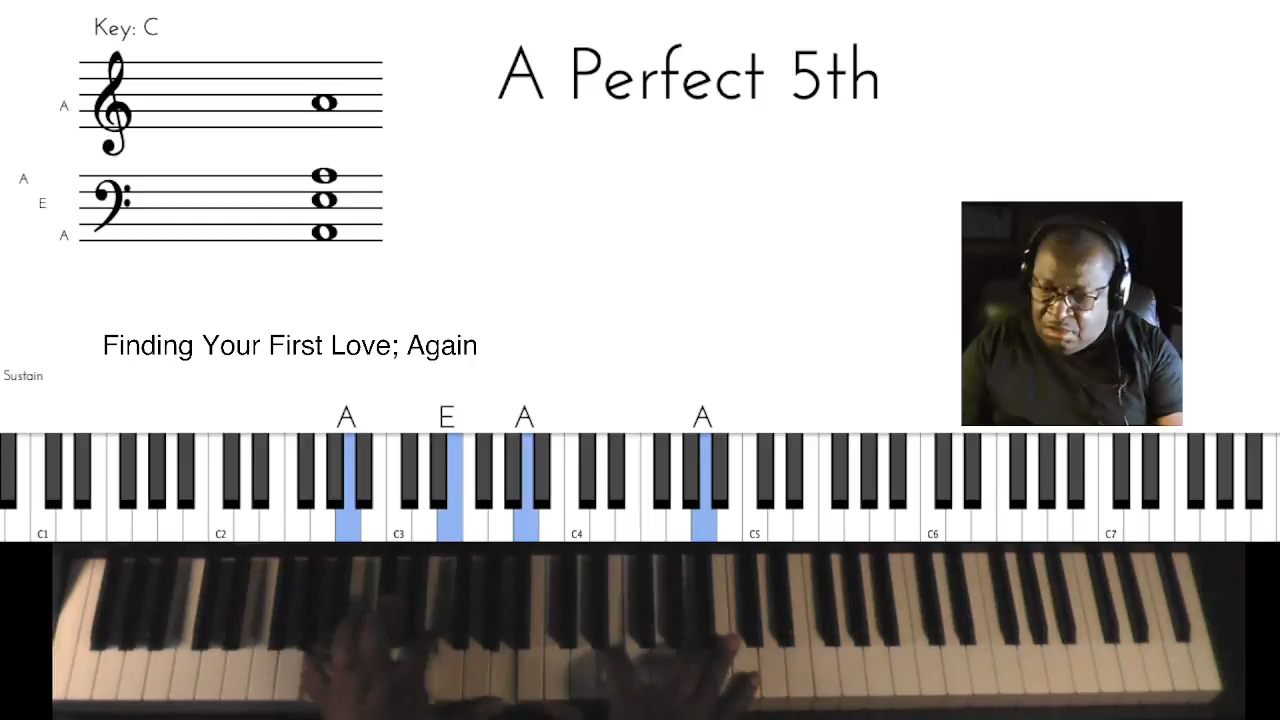 Key: C
A Perfect 5th
A
A
E
A
Finding Your First Love; Again
Sustain
A E A A
C1 C2 C3 C4 C5 C6 C7